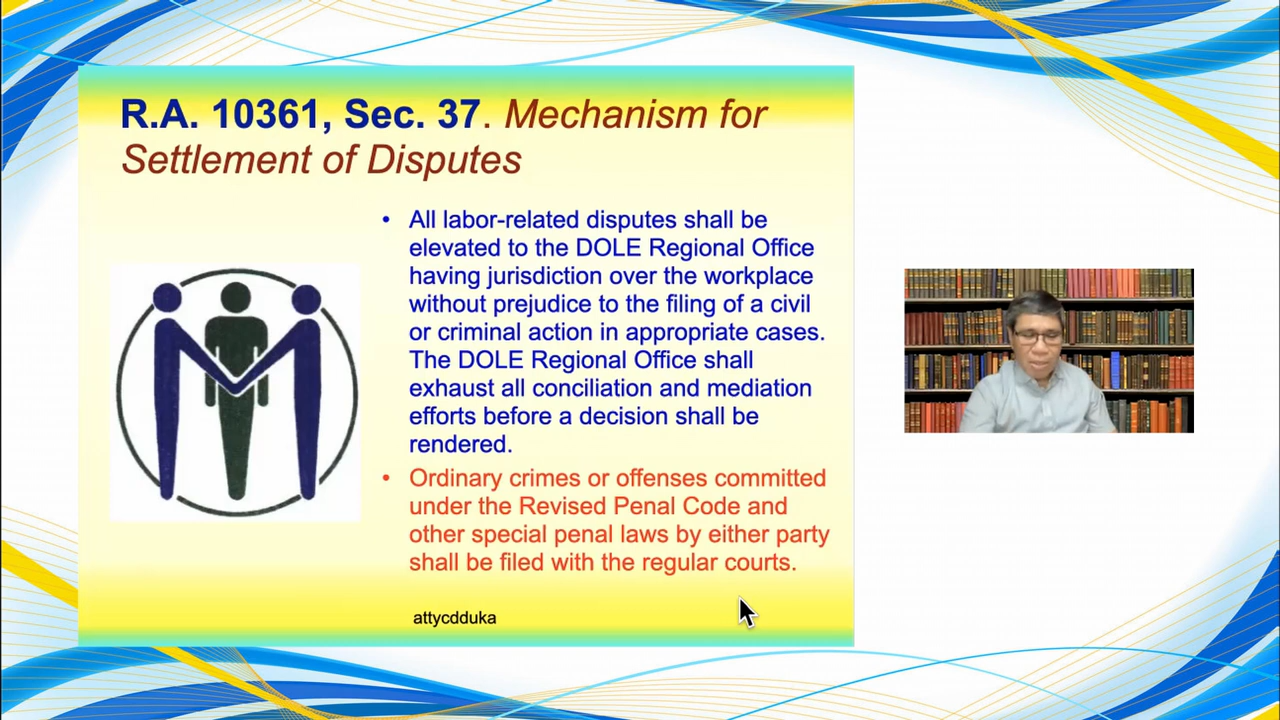 R.A. 10361, Sec. 37. Mechanism for
Settlement of Disputes
• All labor-related disputes shall be
elevated to the DOLE Regional Office
having jurisdiction over the workplace
without prejudice to the filing of a civil
or criminal action in appropriate cases.
The DOLE Regional Office shall
exhaust all conciliation and mediation
efforts before a decision shall be
rendered.
• Ordinary crimes or offenses committed
under the Revised Penal Code and
other special penal laws by either party
shall be filed with the regular courts.
attycdduka